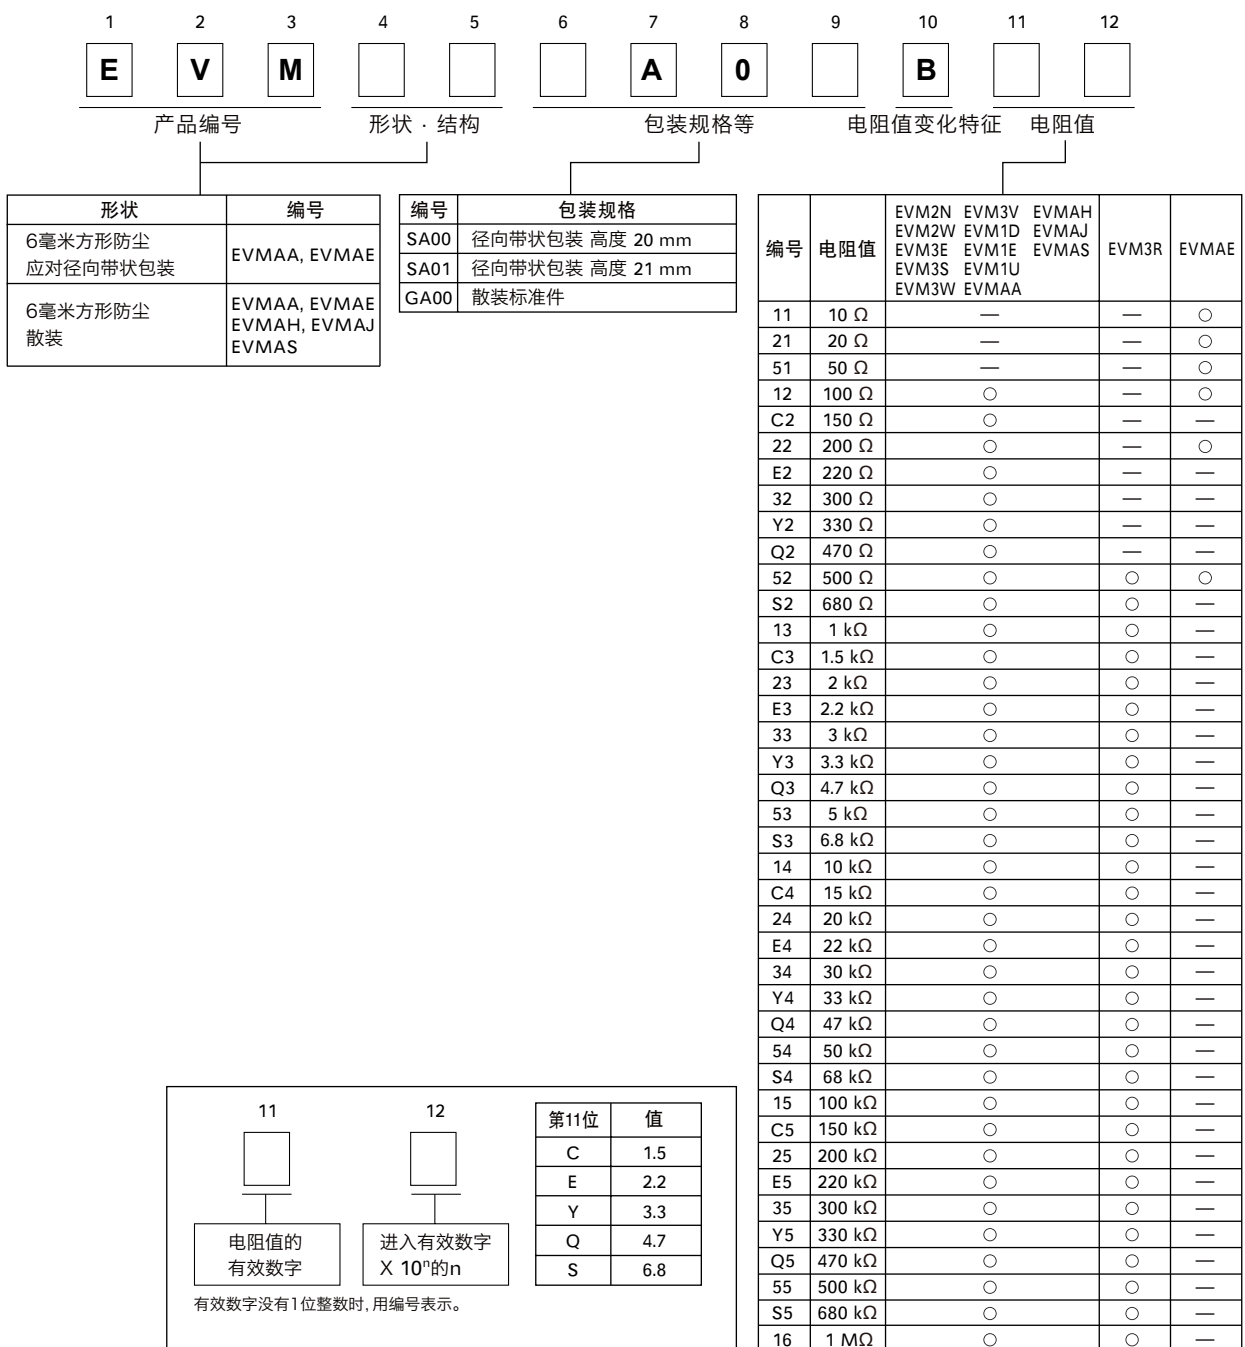 1 2 3 4 5 6 7 8 9 10 11 12
E V M A 0 B
产品编号 形状 · 结构 包装规格等 电阻值变化特征 电阻值
形状 编号
6毫米方形防尘
应对径向带状包装
EVMAA, EVMAE
6毫米方形防尘
散装
EVMAA, EVMAE
EVMAH, EVMAJ
EVMAS
编号 包装规格
SA00 径向带状包装 高度 20 mm
SA01 径向带状包装 高度 21 mm
GA00 散装标准件
编号 电阻值
EVM2N EVM3V EVMAH
EVM2W EVM1D EVMAJ
EVM3E EVM1E EVMAS
EVM3S EVM1U
EVM3W EVMAA
EVM3R EVMAE
11 10 Ω — — ○
21 20 Ω — — ○
51 50 Ω — — ○
12 100 Ω ○ — ○
C2 150 Ω ○ — —
22 200 Ω ○ — ○
E2 220 Ω ○ — —
32 300 Ω ○ — —
Y2 330 Ω ○ — —
Q2 470 Ω ○ — —
52 500 Ω ○ ○ ○
S2 680 Ω ○ ○ —
13 1 kΩ ○ ○ —
C3 1.5 kΩ ○ ○ —
23 2 kΩ ○ ○ —
E3 2.2 kΩ ○ ○ —
33 3 kΩ ○ ○ —
Y3 3.3 kΩ ○ ○ —
Q3 4.7 kΩ ○ ○ —
53 5 kΩ ○ ○ —
S3 6.8 kΩ ○ ○ —
14 10 kΩ ○ ○ —
C4 15 kΩ ○ ○ —
24 20 kΩ ○ ○ —
E4 22 kΩ ○ ○ —
34 30 kΩ ○ ○ —
Y4 33 kΩ ○ ○ —
Q4 47 kΩ ○ ○ —
54 50 kΩ ○ ○ —
S4 68 kΩ ○ ○ —
15 100 kΩ ○ ○ —
C5 150 kΩ ○ ○ —
25 200 kΩ ○ ○ —
E5 220 kΩ ○ ○ —
35 300 kΩ ○ ○ —
Y5 330 kΩ ○ ○ —
Q5 470 kΩ ○ ○ —
55 500 kΩ ○ ○ —
S5 680 kΩ ○ ○ —
16 1 MΩ ○ ○ —
11 12
电阻值的
有效数字
进入有效数字
X 10ⁿ的n
第11位 值
C 1.5
E 2.2
Y 3.3
Q 4.7
S 6.8
有效数字没有1位整数时, 用编号表示。